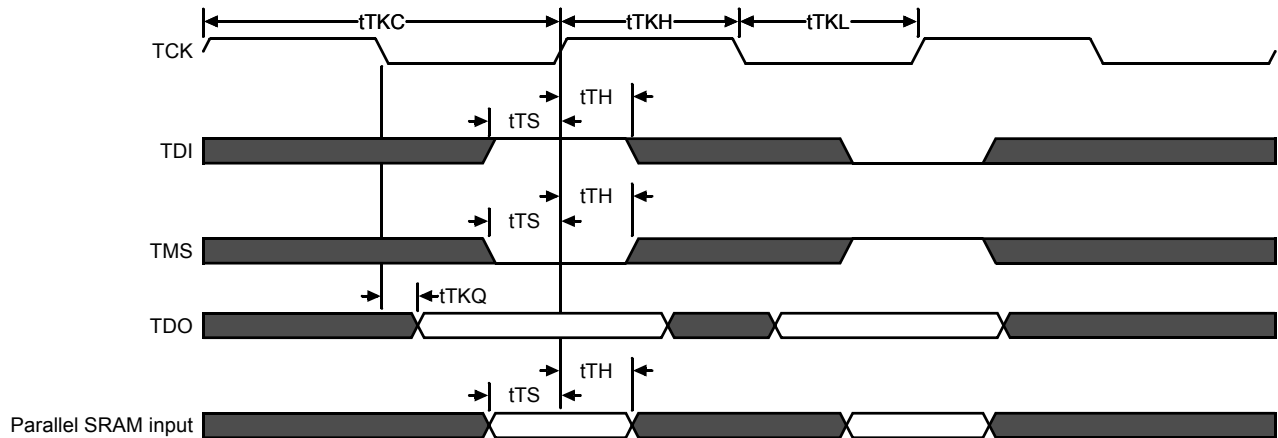 tTKC
tTKH
tTKL
TCK
tTH
tTS
TDI
tTH
tTS
TMS
tTKQ
TDO
tTH
tTS
Parallel SRAM input